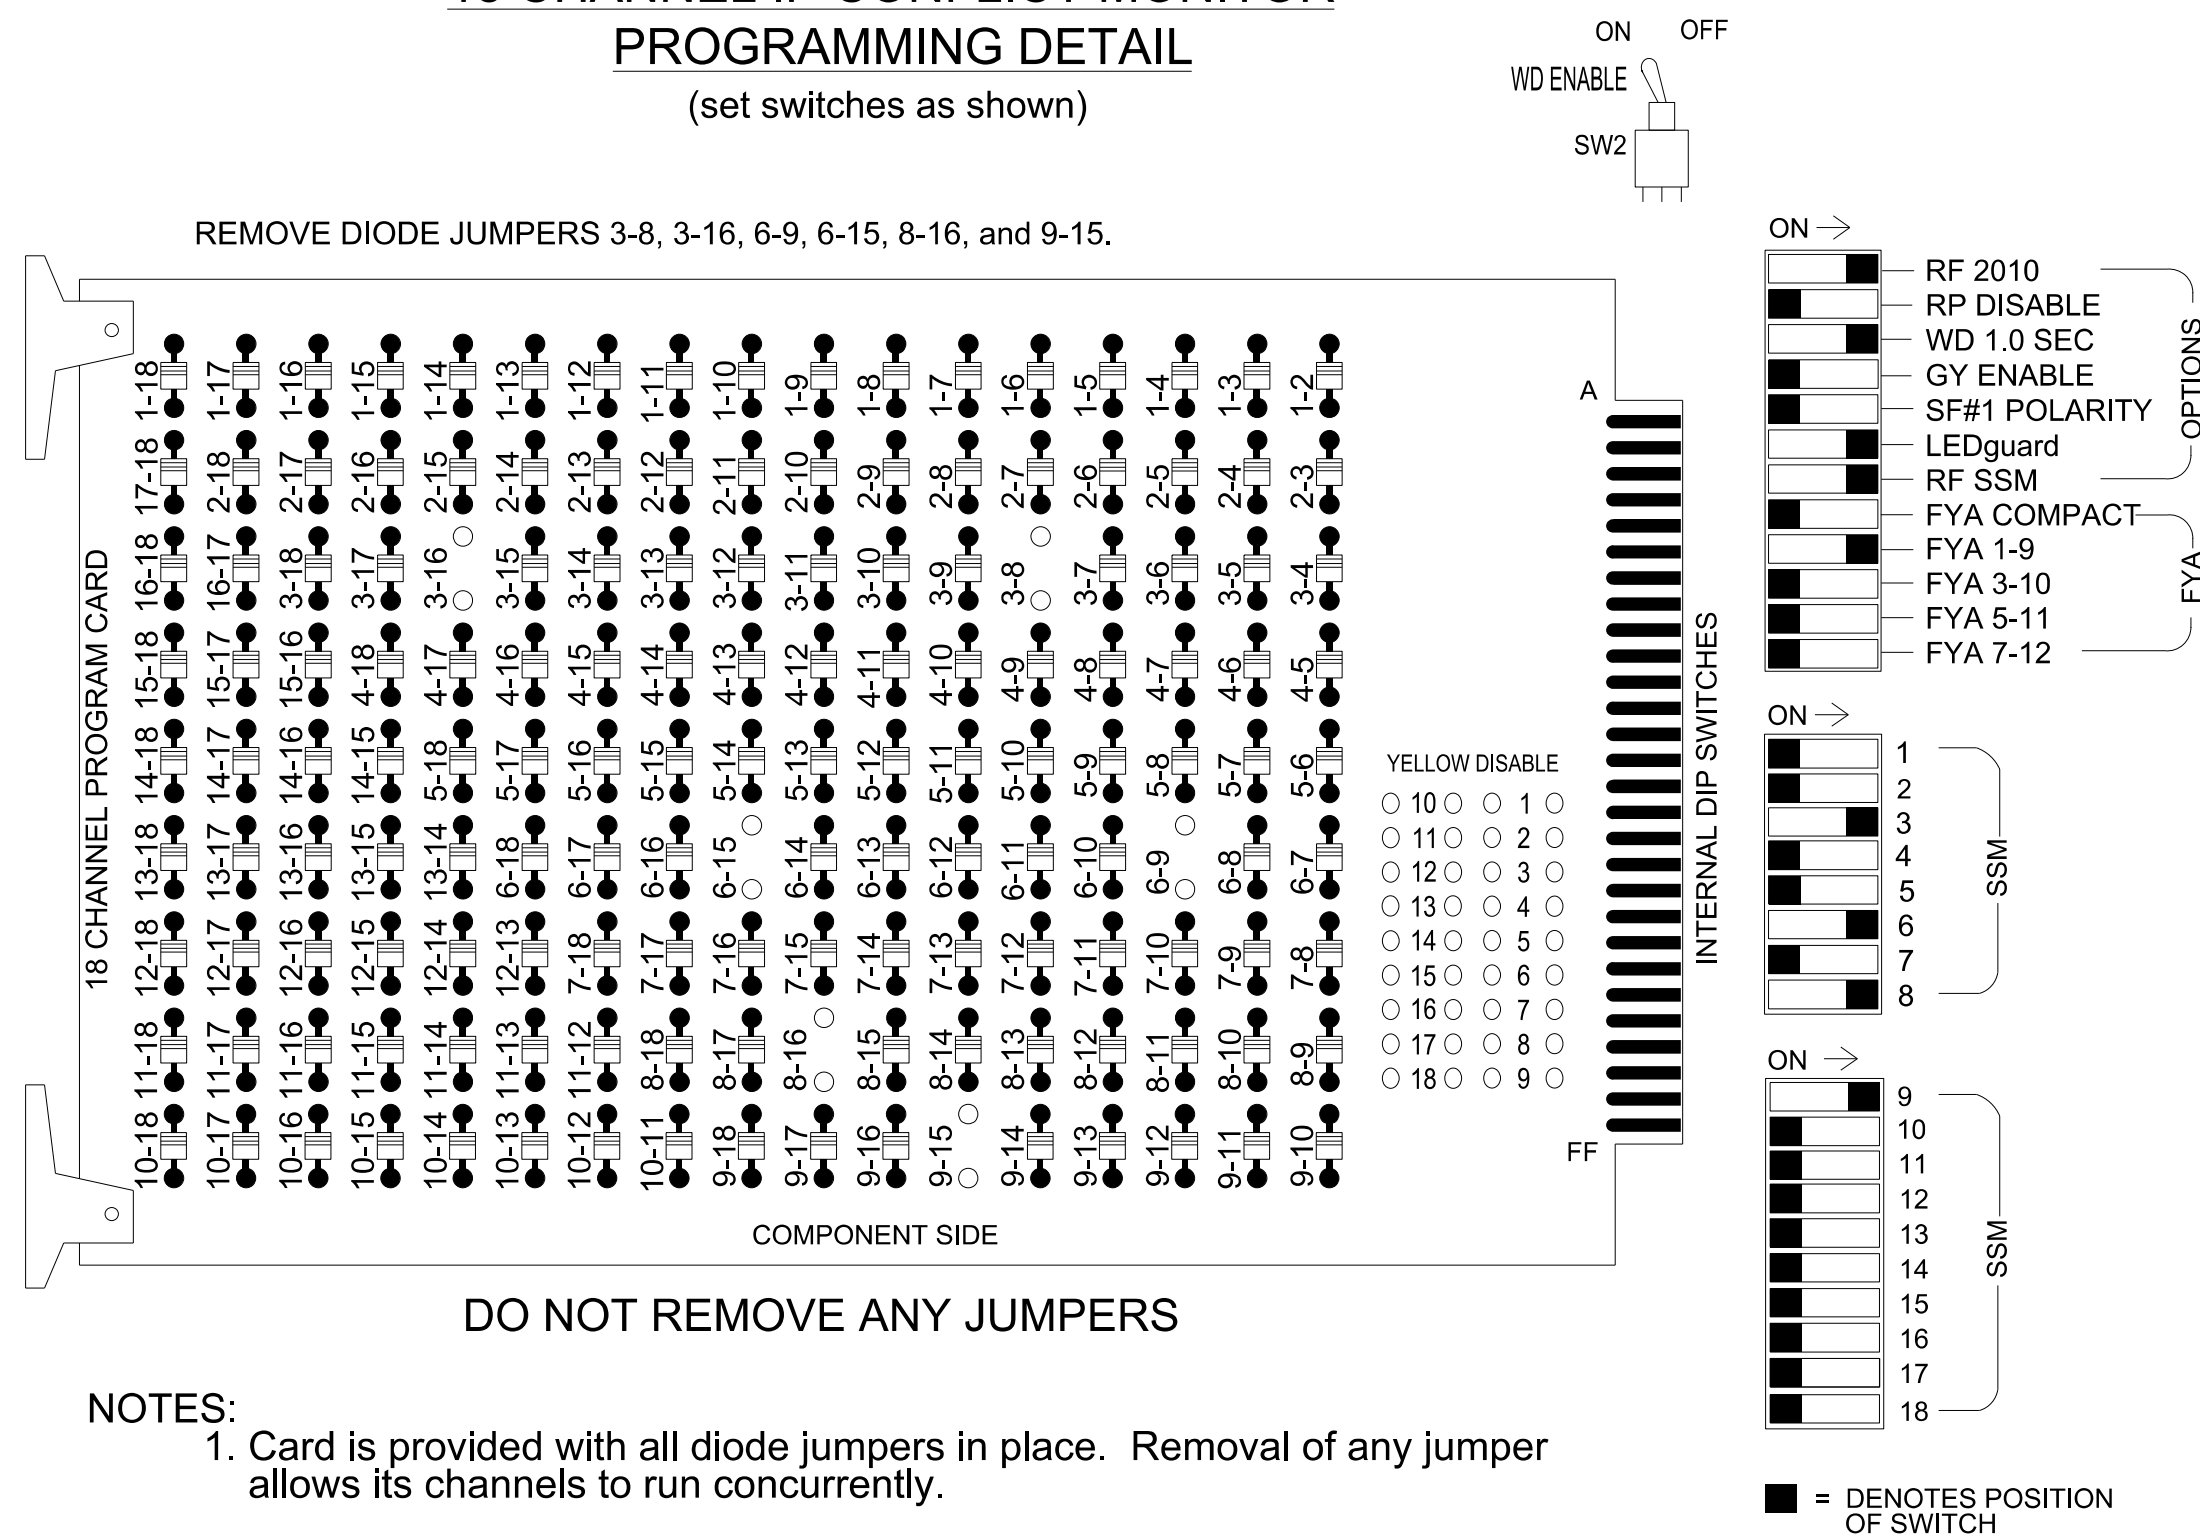 PROGRAMMING DETAIL
(set switches as shown)
ON OFF
WD ENABLE
SW2
REMOVE DIODE JUMPERS 3-8, 3-16, 6-9, 6-15, 8-16, and 9-15.
18 CHANNEL PROGRAM CARD
1-18 1-17 1-16 1-15 1-14 1-13 1-12 1-11 1-10 1-9 1-8 1-7 1-6 1-5 1-4 1-3 1-2
17-18 2-18 2-17 2-16 2-15 2-14 2-13 2-12 2-11 2-10 2-9 2-8 2-7 2-6 2-5 2-4 2-3
16-18 16-17 3-18 3-17 3-16 3-15 3-14 3-13 3-12 3-11 3-10 3-9 3-8 3-7 3-6 3-5 3-4
15-18 15-17 15-16 4-18 4-17 4-16 4-15 4-14 4-13 4-12 4-11 4-10 4-9 4-8 4-7 4-6 4-5
14-18 14-17 14-16 14-15 5-18 5-17 5-16 5-15 5-14 5-13 5-12 5-11 5-10 5-9 5-8 5-7 5-6
13-18 13-17 13-16 13-15 13-14 6-18 6-17 6-16 6-15 6-14 6-13 6-12 6-11 6-10 6-9 6-8 6-7
12-18 12-17 12-16 12-15 12-14 12-13 7-18 7-17 7-16 7-15 7-14 7-13 7-12 7-11 7-10 7-9 7-8
11-18 11-17 11-16 11-15 11-14 11-13 11-12 8-18 8-17 8-16 8-15 8-14 8-13 8-12 8-11 8-10 8-9
10-18 10-17 10-16 10-15 10-14 10-13 10-12 10-11 9-18 9-17 9-16 9-15 9-14 9-13 9-12 9-11 9-10
A
YELLOW DISABLE
10 1
11 2
12 3
13 4
14 5
15 6
16 7
17 8
18 9
FF
INTERNAL DIP SWITCHES
COMPONENT SIDE
DO NOT REMOVE ANY JUMPERS
ON →
RF 2010
RP DISABLE
WD 1.0 SEC
GY ENABLE
SF#1 POLARITY
LEDguard
RF SSM
OPTIONS
FYA COMPACT
FYA 1-9
FYA 3-10
FYA 5-11
FYA 7-12
FYA
ON →
1
2
3
4
5
6
7
8
SSM
ON →
9
10
11
12
13
14
15
16
17
18
SSM
NOTES:
1. Card is provided with all diode jumpers in place. Removal of any jumper
allows its channels to run concurrently.
= DENOTES POSITION
OF SWITCH